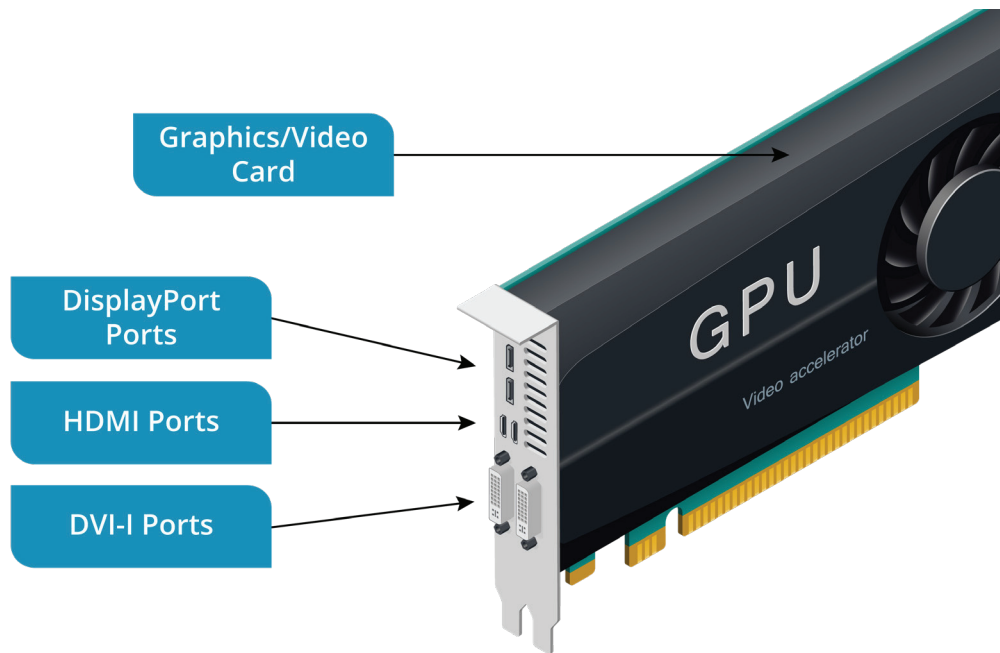 Graphics/Video
Card
DisplayPort
Ports
HDMI Ports
DVI-I Ports
GPU
Video accelerator